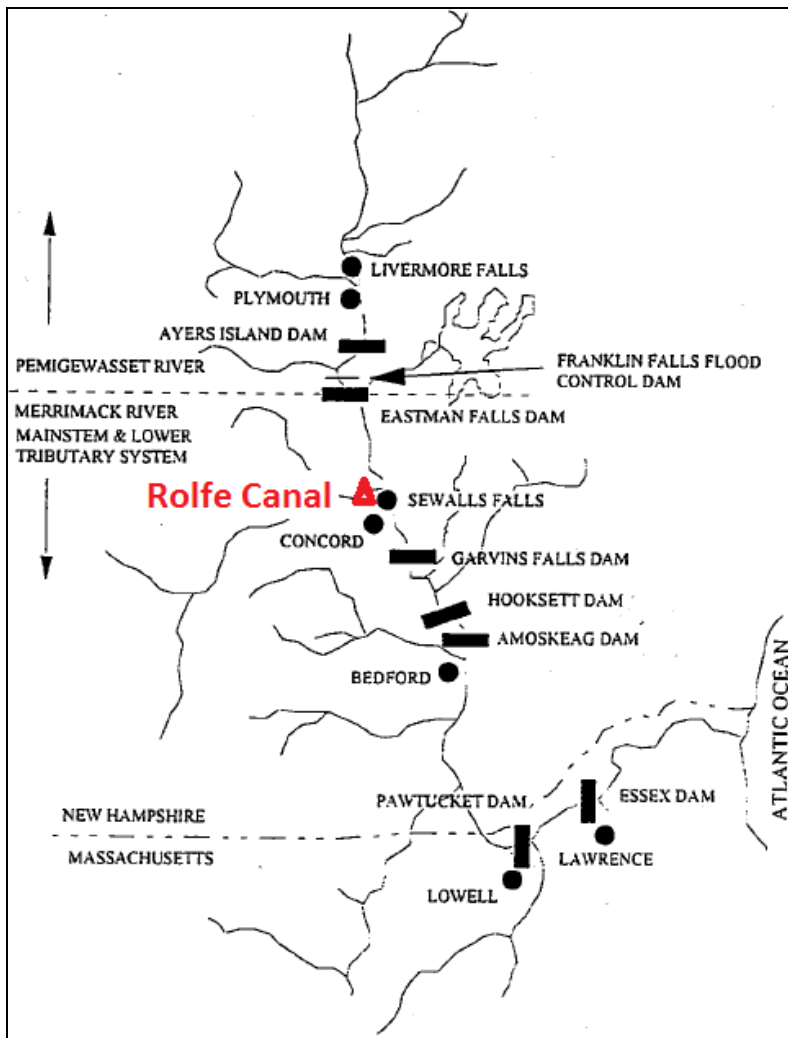 LIVERMORE FALLS
PLYMOUTH
AYERS ISLAND DAM
PEMIGEWASSET RIVER
FRANKLIN FALLS FLOOD
CONTROL DAM
MERRIMACK RIVER
MAINSTEM & LOWER
TRIBUTARY SYSTEM
EASTMAN FALLS DAM
Rolfe Canal
SEWALLS FALLS
CONCORD
GARVINS FALLS DAM
HOOKSETT DAM
AMOSKEAG DAM
BEDFORD
ATLANTIC OCEAN
PAWTUCKET DAM
ESSEX DAM
NEW HAMPSHIRE
MASSACHUSETTS
LAWRENCE
LOWELL